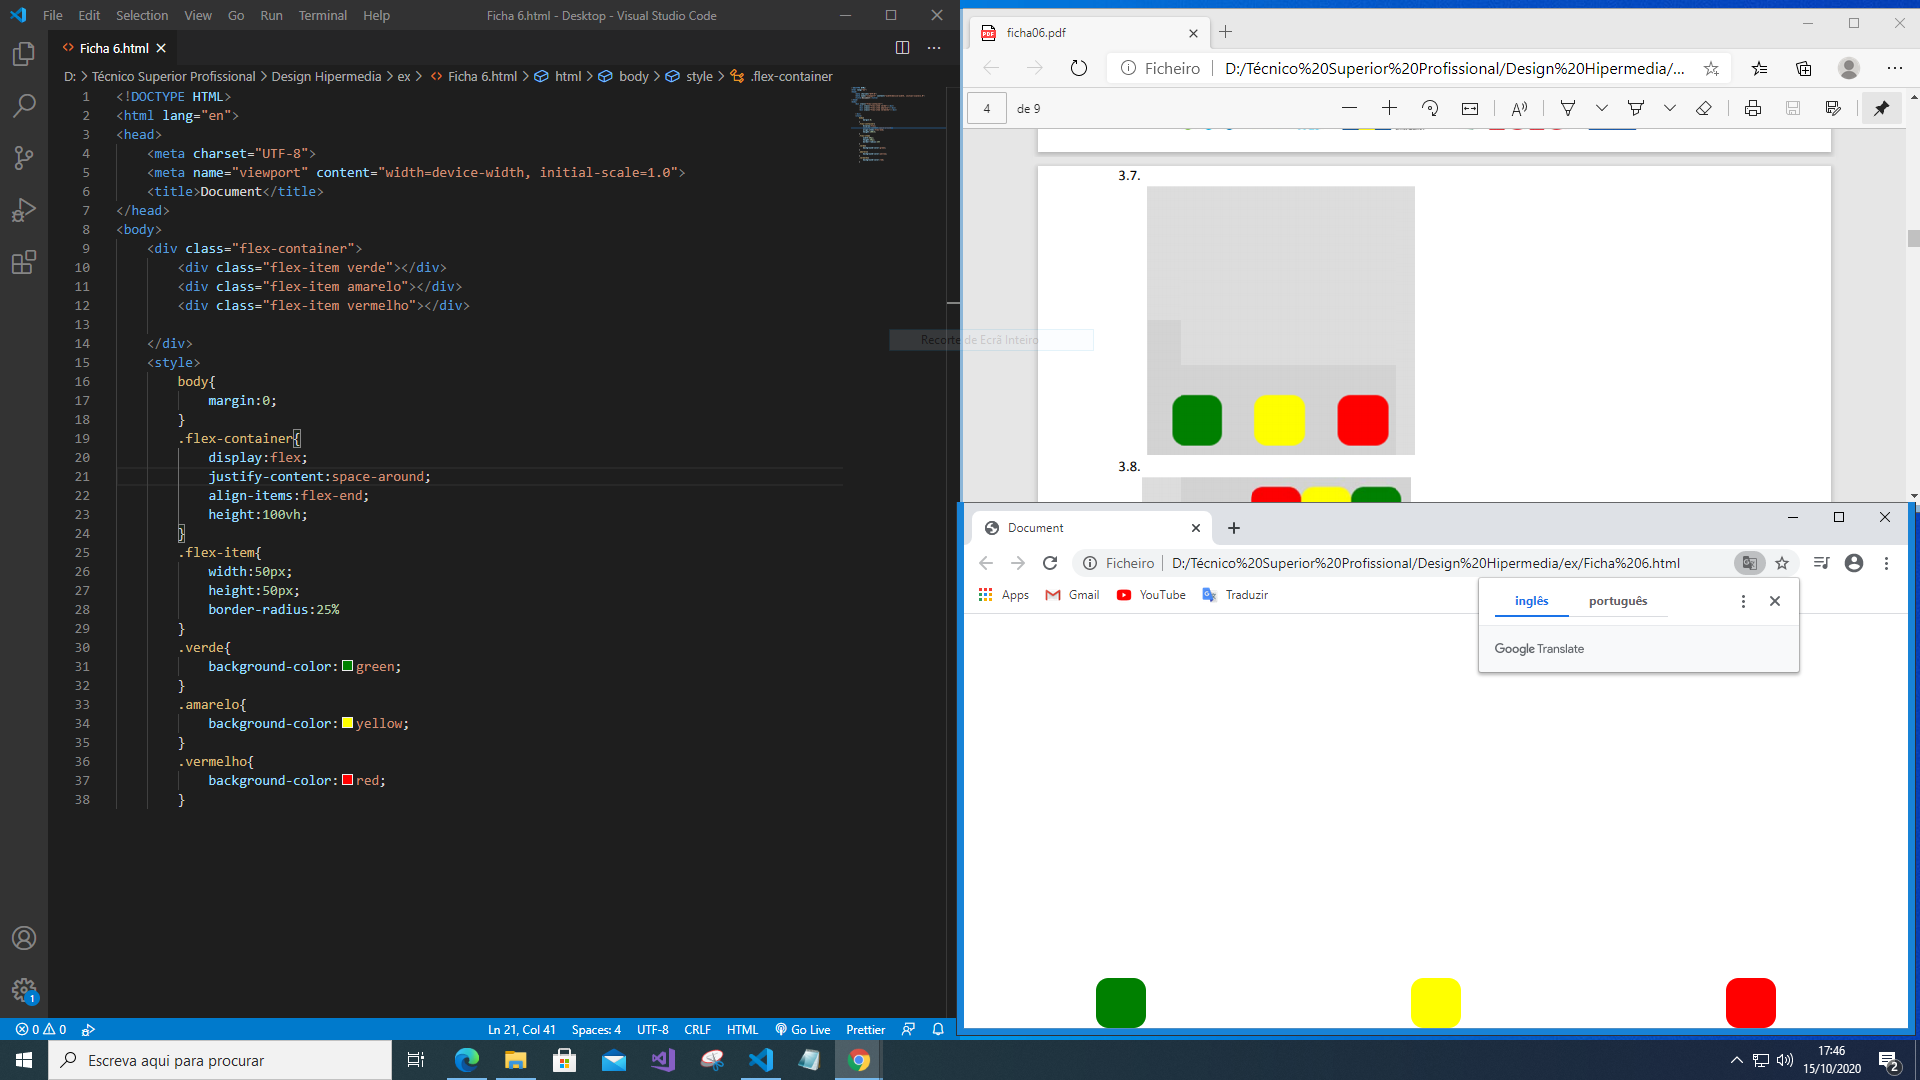 File Edit Selection View Go Run Terminal Help
Ficha 6.html - Desktop - Visual Studio Code
Ficha 6.html
D: > Técnico Superior Profissional > Design Hipermedia > ex > Ficha 6.html > html > body > style > .flex-container
1 <!DOCTYPE HTML>
2 <html lang="en">
3 <head>
4 <meta charset="UTF-8">
5 <meta name="viewport" content="width=device-width, initial-scale=1.0">
6 <title>Document</title>
7 </head>
8 <body>
9 <div class="flex-container">
10 <div class="flex-item verde"></div>
11 <div class="flex-item amarelo"></div>
12 <div class="flex-item vermelho"></div>
13
14 </div>
15 <style>
16 body{
17 margin:0;
18 }
19 .flex-container{
20 display:flex;
21 justify-content:space-around;
22 align-items:flex-end;
23 height:100vh;
24 }
25 .flex-item{
26 width:50px;
27 height:50px;
28 border-radius:25%
29 }
30 .verde{
31 background-color:green;
32 }
33 .amarelo{
34 background-color:yellow;
35 }
36 .vermelho{
37 background-color:red;
38 }
1
0 0
Ln 21, Col 41 Spaces: 4 UTF-8 CRLF HTML Go Live Prettier
Recorte de Ecrã Inteiro
ficha06.pdf
Ficheiro | D:/Técnico%20Superior%20Profissional/Design%20Hipermedia/...
4 de 9
3.7.
3.8.
Document
Ficheiro | D:/Técnico%20Superior%20Profissional/Design%20Hipermedia/ex/Ficha%206.html
Apps Gmail YouTube Traduzir
inglês português
Google Translate
Escreva aqui para procurar
17:46
15/10/2020
2